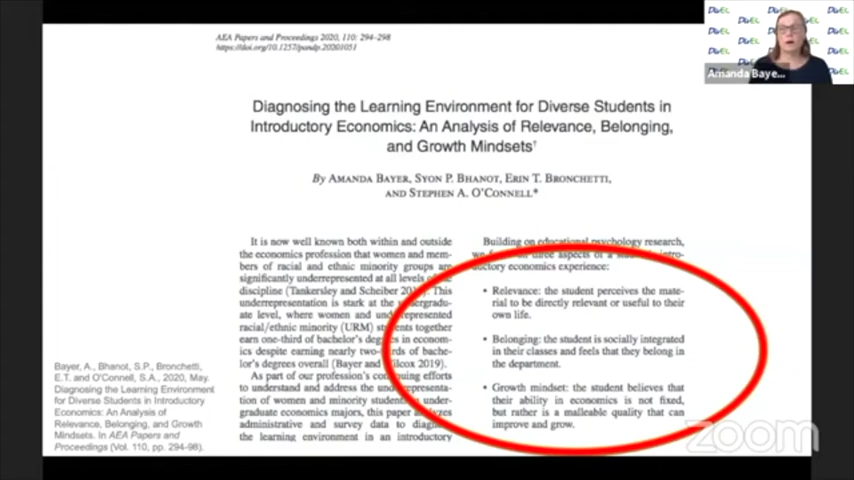 AEA Papers and Proceedings 2020, 110: 294–298
https://doi.org/10.1257/pandp.20201051
DivEc
Amanda Baye...
Diagnosing the Learning Environment for Diverse Students in
Introductory Economics: An Analysis of Relevance, Belonging,
and Growth Mindsets†
By AMANDA BAYER, SYON P. BHANOT, ERIN T. BRONCHETTI,
AND STEPHEN A. O'CONNELL*
It is now well known both within and outside
the economics profession that women and mem-
bers of racial and ethnic minority groups are
significantly underrepresented at all levels of the
discipline (Tankersley and Scheiber This
underrepresentation is stark at the undergradu-
ate level, where women and underrepresented
racial/ethnic minority (URM) students together
earn one-third of bachelor's degrees in econom-
ics despite earning nearly two-thirds of bache-
lor's degrees overall (Bayer and Wilcox 2019).
As part of our profession's continuing efforts
to understand and address the underrepresenta-
tion of women and minority students in under-
graduate economics majors, this paper analyzes
administrative and survey data to diagnose
the learning environment in an introductory
Building on educational psychology research,
we focus on three aspects of a student's intro-
ductory economics experience:
• Relevance: the student perceives the mate-
rial to be directly relevant or useful to their
own life.
• Belonging: the student is socially integrated
in their classes and feels that they belong in
the department.
• Growth mindset: the student believes that
their ability in economics is not fixed,
but rather is a malleable quality that can
improve and grow.
Bayer, A., Bhanot, S.P., Bronchetti,
E.T. and O'Connell, S.A., 2020, May.
Diagnosing the Learning Environment
for Diverse Students in Introductory
Economics: An Analysis of
Relevance, Belonging, and Growth
Mindsets. In AEA Papers and
Proceedings (Vol. 110, pp. 294-98).
zoom